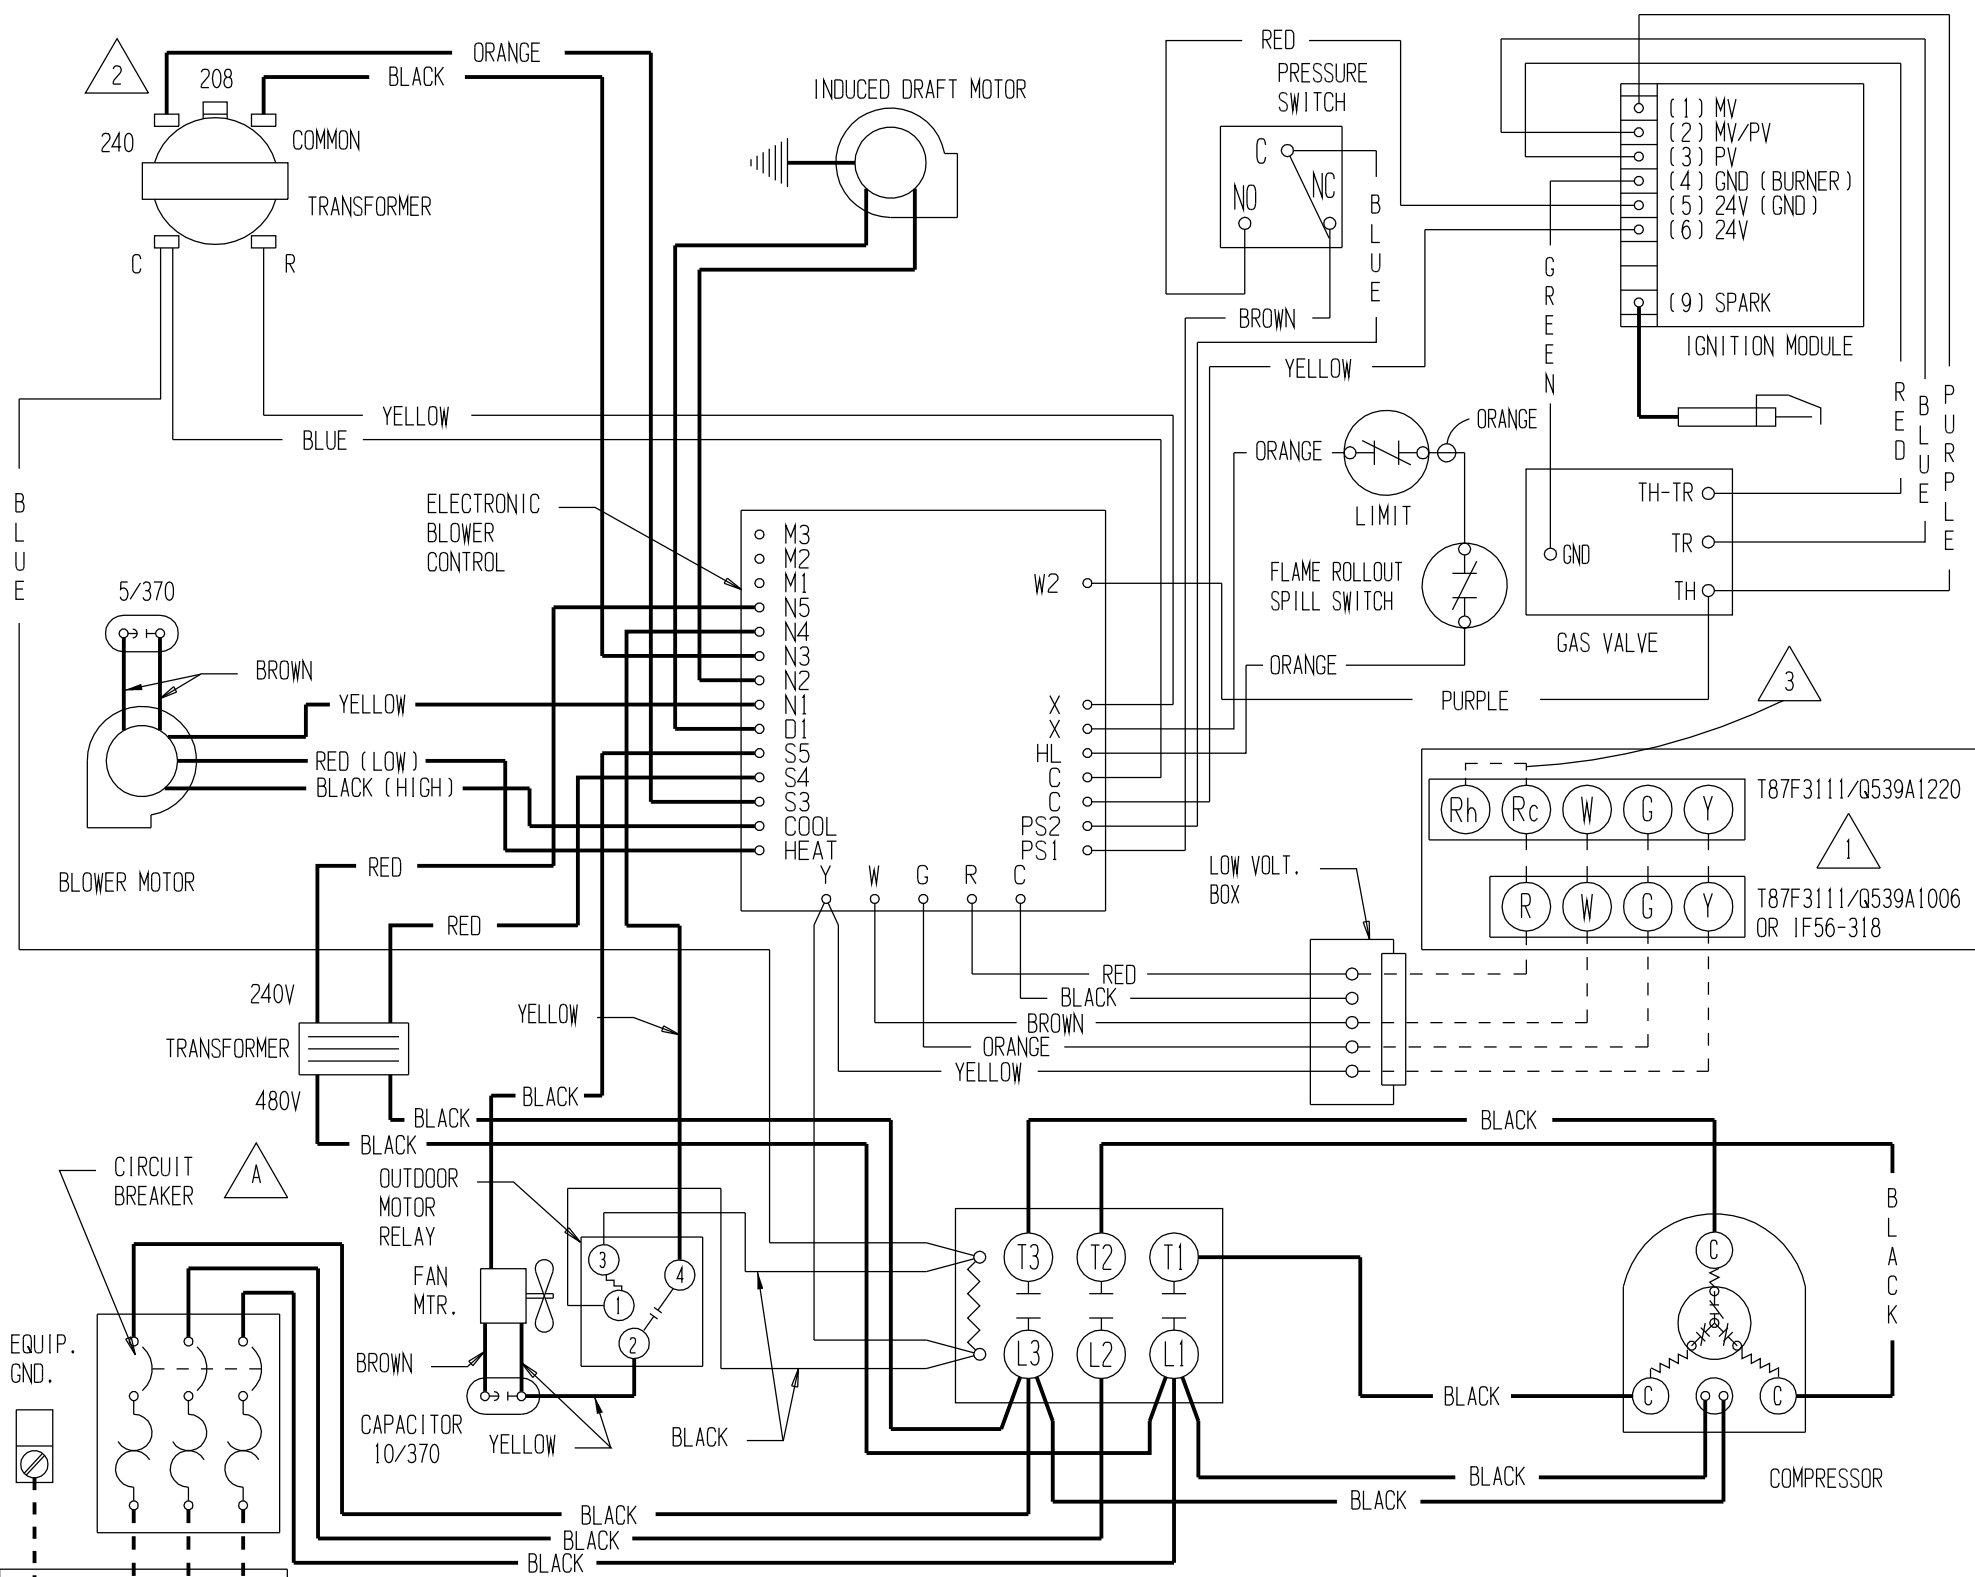 ORANGE
BLACK
2
208
240
COMMON
TRANSFORMER
C
R
INDUCED DRAFT MOTOR
RED
PRESSURE
SWITCH
C
NO
NC
BLUE
BROWN
YELLOW
(1) MV
(2) MV/PV
(3) PV
(4) GND (BURNER)
(5) 24V (GND)
(6) 24V
(9) SPARK
IGNITION MODULE
GREEN
RED
BLUE
PURPLE
YELLOW
BLUE
BLUE
ORANGE
ORANGE
LIMIT
FLAME ROLLOUT
SPILL SWITCH
ORANGE
TH-TR
TR
GND
TH
GAS VALVE
PURPLE
3
ELECTRONIC
BLOWER
CONTROL
M3
M2
M1
N5
N4
N3
N2
N1
D1
S5
S4
S3
COOL
HEAT
W2
X
X
HL
C
C
PS2
PS1
Y W G R C
5/370
BROWN
YELLOW
RED (LOW)
BLACK (HIGH)
BLOWER MOTOR
RED
RED
240V
TRANSFORMER
480V
YELLOW
BLACK
BLACK
BLACK
LOW VOLT.
BOX
Rh Rc W G Y
T87F3111/Q539A1220
1
R W G Y
T87F3111/Q539A1006
OR IF56-318
RED
BLACK
BROWN
ORANGE
YELLOW
CIRCUIT
BREAKER
A
OUTDOOR
MOTOR
RELAY
3
4
1
2
FAN
MTR.
BROWN
CAPACITOR
10/370
YELLOW
BLACK
EQUIP.
GND.
T3 T2 T1
L3 L2 L1
BLACK
BLACK
C
C
C
BLACK
BLACK
BLACK
COMPRESSOR
BLACK
BLACK
BLACK